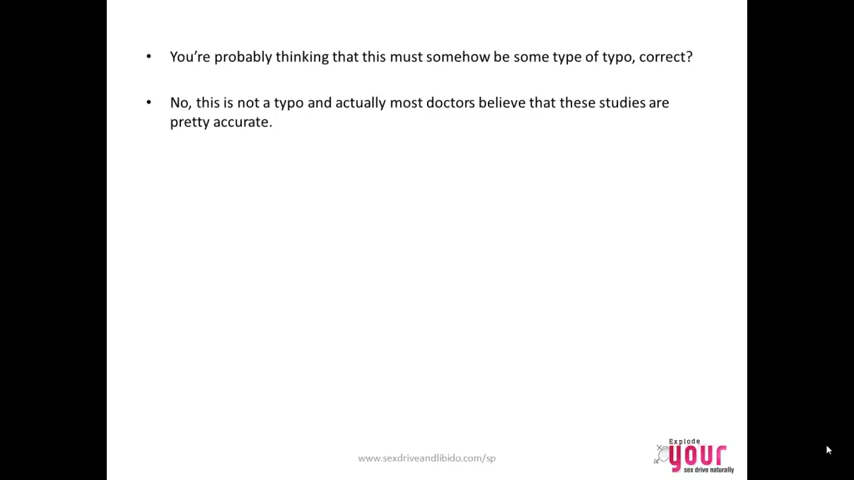 • You're probably thinking that this must somehow be some type of typo, correct?
• No, this is not a typo and actually most doctors believe that these studies are
pretty accurate.
www.sexdriveandlibido.com/sp
Explode
your
sex drive naturally